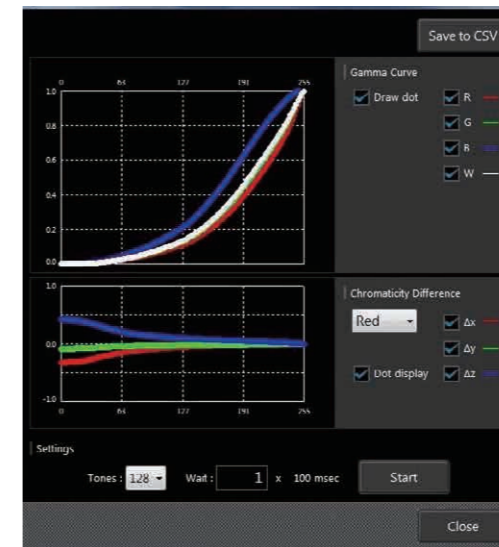 Save to CSV
Gamma Curve
0 63 127 191 255
1.0
0.8
0.6
0.4
0.2
0.0
Draw dot
R
G
B
W
Chromaticity Difference
1.0
0.0
-1.0
0 63 127 191 255
Red
Δx
Δy
Dot display
Δz
Settings
Tones : 128
Wait : 1 x 100 msec
Start
Close